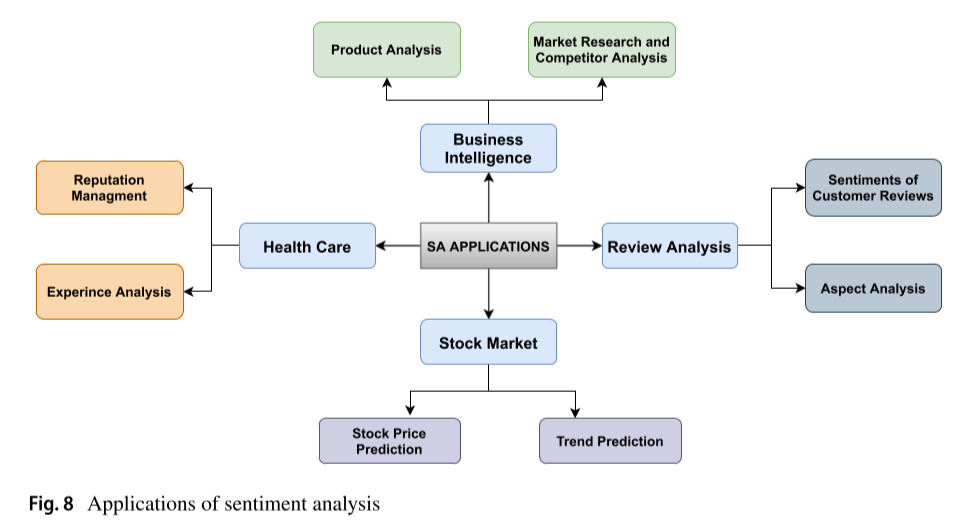 Product Analysis
Market Research and
Competitor Analysis
Business
Intelligence
Reputation
Managment
Sentiments of
Customer Reviews
Health Care
SA APPLICATIONS
Review Analysis
Experince Analysis
Aspect Analysis
Stock Market
Stock Price
Prediction
Trend Prediction
Fig. 8 Applications of sentiment analysis